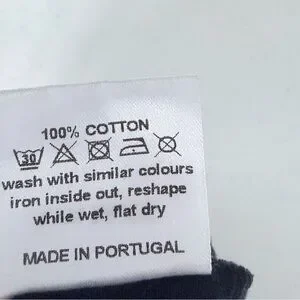 100% COTTON
30
wash with similar colours
iron inside out, reshape
while wet, flat dry
MADE IN PORTUGAL